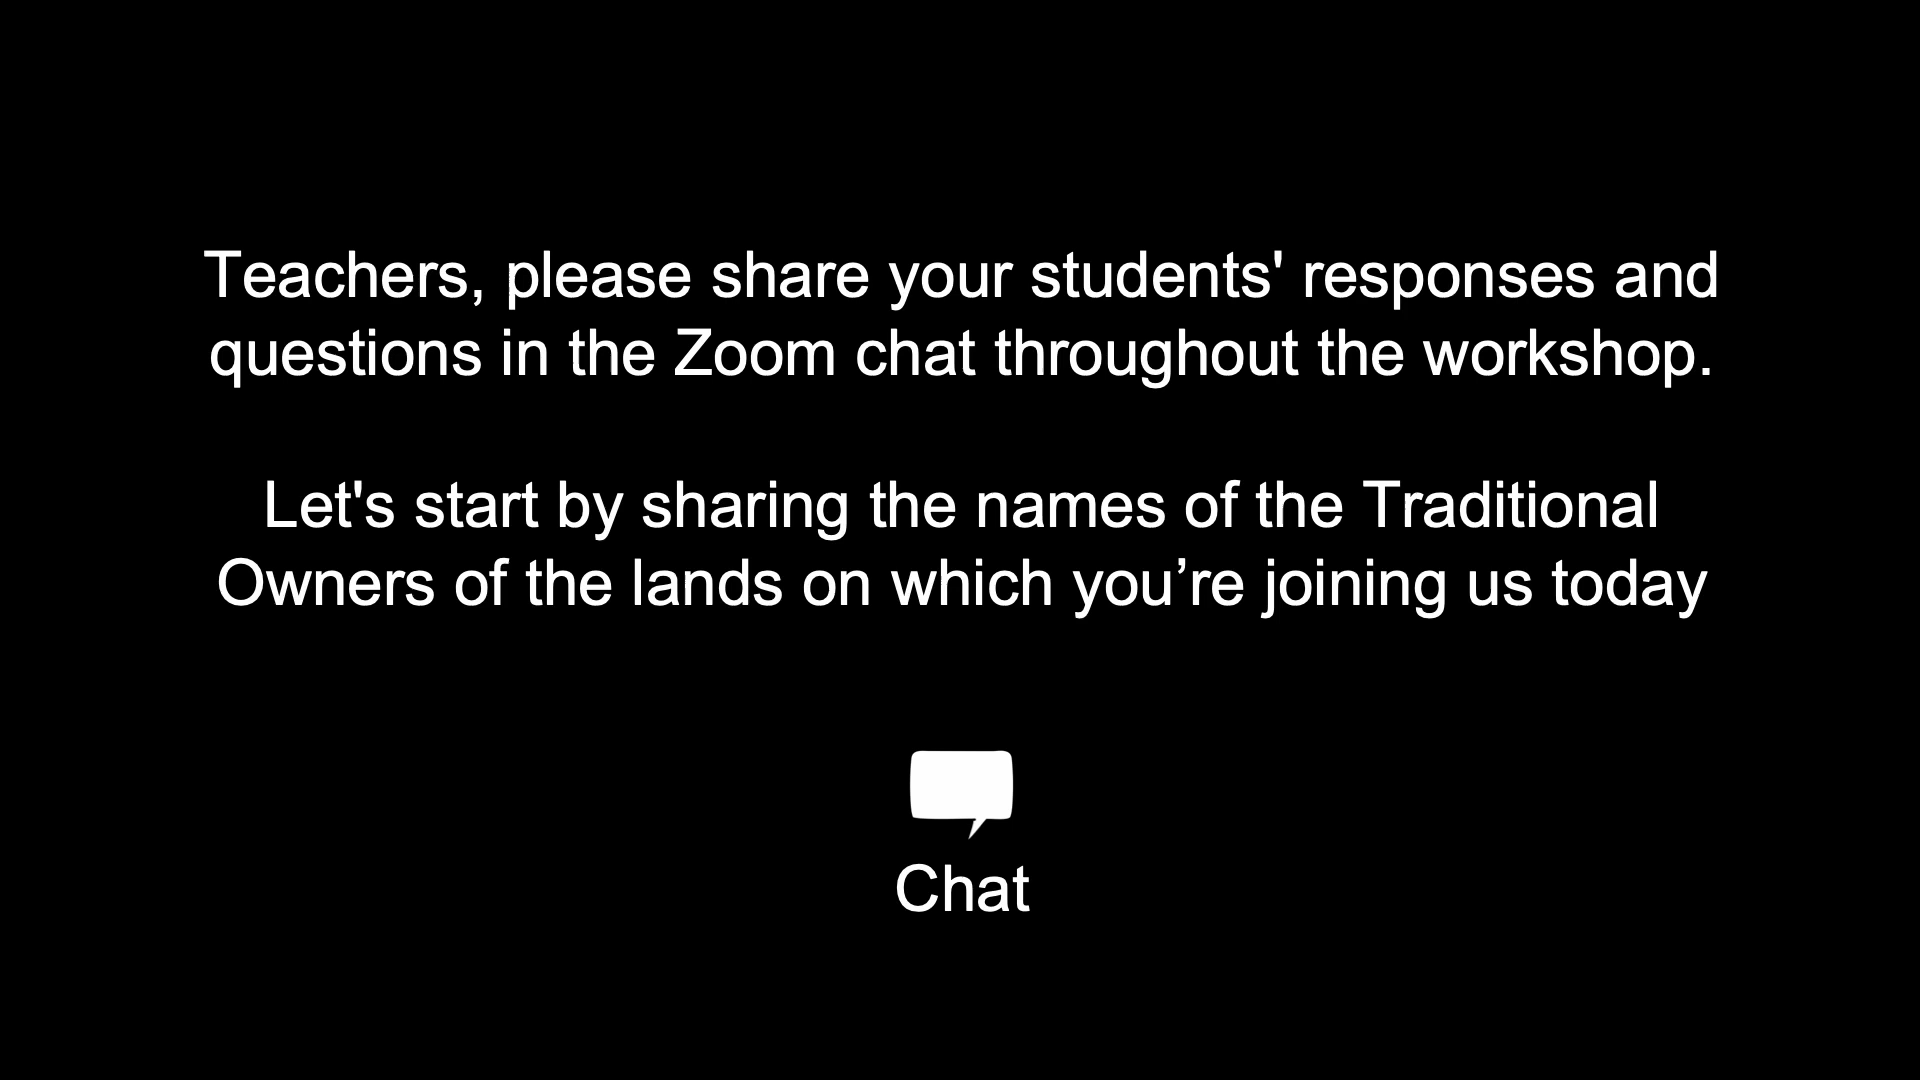 Teachers, please share your students' responses and
questions in the Zoom chat throughout the workshop.
Let's start by sharing the names of the Traditional
Owners of the lands on which you’re joining us today
Chat